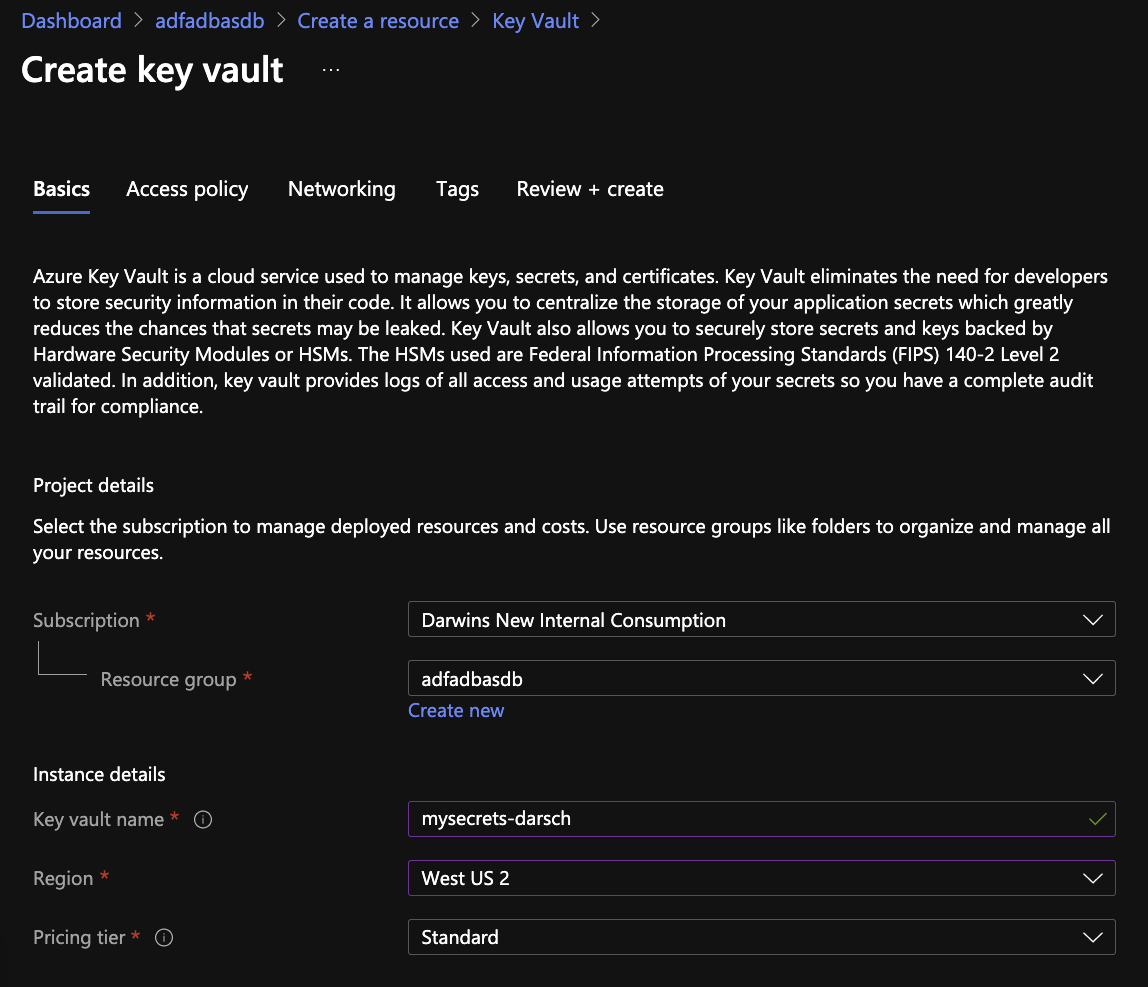 Dashboard > adfadbasdb > Create a resource > Key Vault >
Create key vault ...
Basics Access policy Networking Tags Review + create
Azure Key Vault is a cloud service used to manage keys, secrets, and certificates. Key Vault eliminates the need for developers
to store security information in their code. It allows you to centralize the storage of your application secrets which greatly
reduces the chances that secrets may be leaked. Key Vault also allows you to securely store secrets and keys backed by
Hardware Security Modules or HSMs. The HSMs used are Federal Information Processing Standards (FIPS) 140-2 Level 2
validated. In addition, key vault provides logs of all access and usage attempts of your secrets so you have a complete audit
trail for compliance.
Project details
Select the subscription to manage deployed resources and costs. Use resource groups like folders to organize and manage all
your resources.
Subscription * Darwins New Internal Consumption
Resource group * adfadbasdb
Create new
Instance details
Key vault name * mysecrets-darsch
Region * West US 2
Pricing tier * Standard